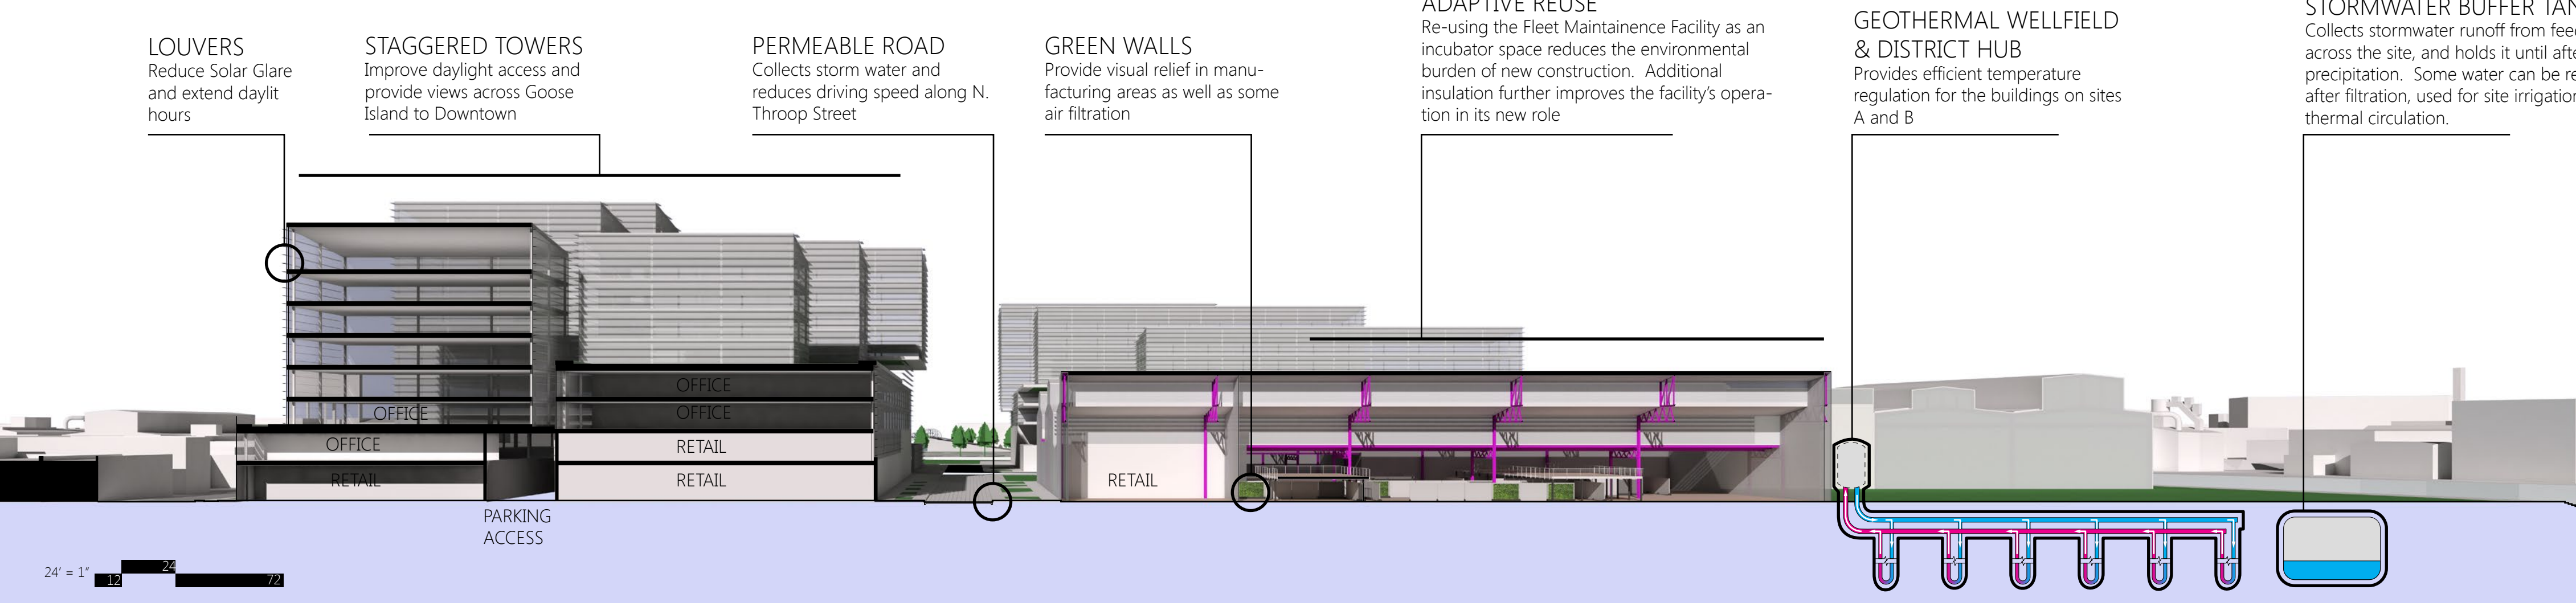 LOUVERS
Reduce Solar Glare
and extend daylit
hours
STAGGERED TOWERS
Improve daylight access and
provide views across Goose
Island to Downtown
PERMEABLE ROAD
Collects storm water and
reduces driving speed along N.
Throop Street
GREEN WALLS
Provide visual relief in manu-
facturing areas as well as some
air filtration
ADAPTIVE REUSE
Re-using the Fleet Maintainence Facility as an
incubator space reduces the environmental
burden of new construction.  Additional
insulation further improves the facility's opera-
tion in its new role
GEOTHERMAL WELLFIELD
& DISTRICT HUB
Provides efficient temperature
regulation for the buildings on sites
A and B
STORMWATER BUFFER
Collects stormwater runoff from
across the site, and holds it until
precipitation.  Some water can be
after filtration, used for site
thermal circulation.
OFFICE
OFFICE
OFFICE
OFFICE
RETAIL
RETAIL
RETAIL
RETAIL
PARKING
ACCESS
24' = 1"
12
24
72